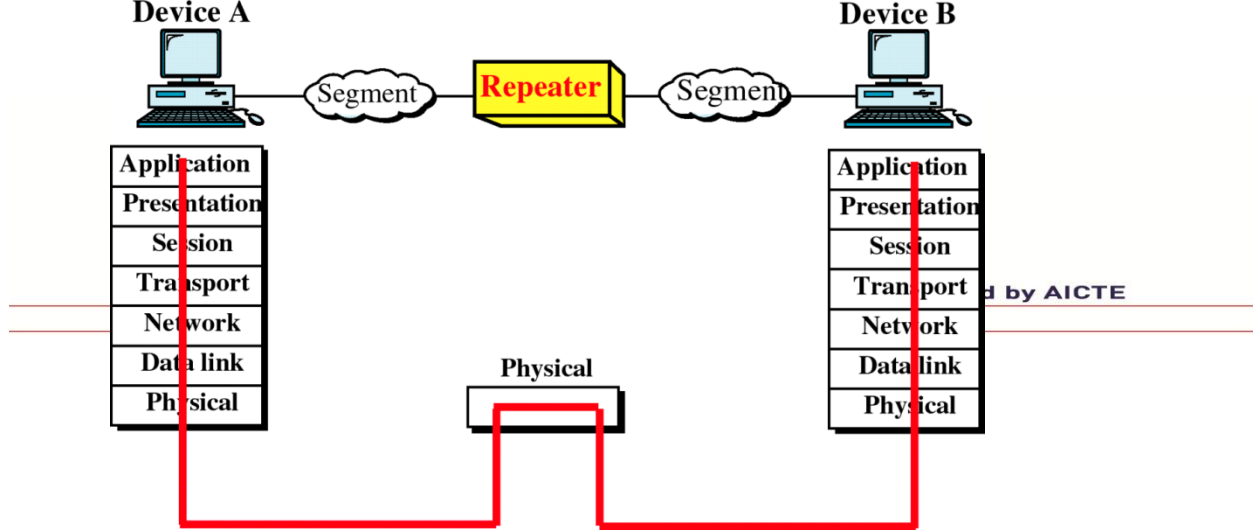 Device A
Device B
Segment
Repeater
Segment
Application
Presentation
Session
Transport
Network
Data link
Physical
Physical
Application
Presentation
Session
Transport
Network
Data link
Physical
d by AICTE